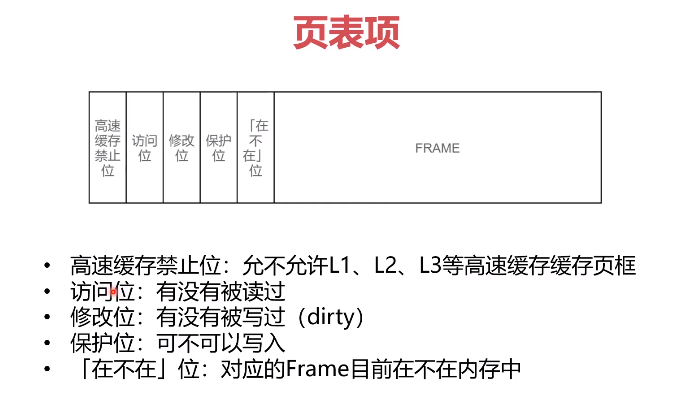 页表项
高速
缓存
禁止
位
访问
位
修改
位
保护
位
「在
不
在」
位
FRAME
• 高速缓存禁止位：允不允许L1、L2、L3等高速缓存缓存页框
• 访问位：有没有被读过
• 修改位：有没有被写过（dirty）
• 保护位：可不可以写入
• 「在不在」位：对应的Frame目前在不在内存中